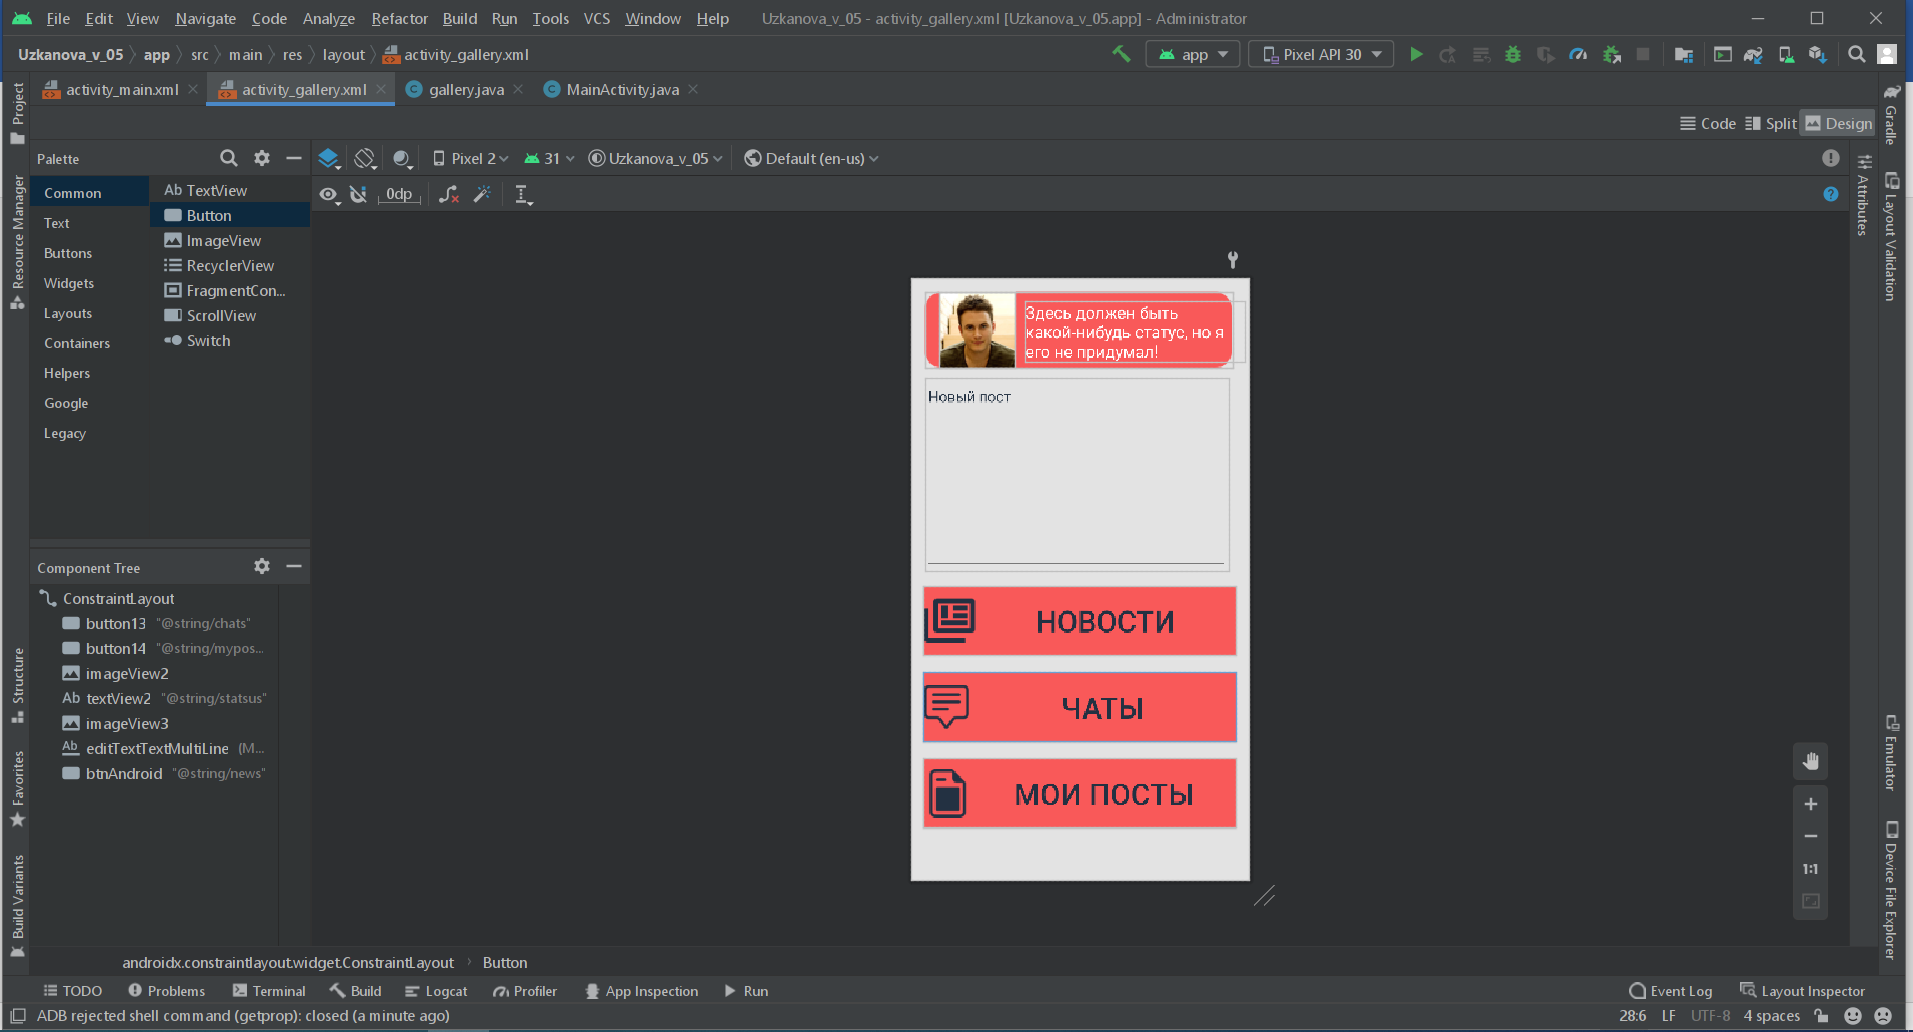 File Edit View Navigate Code Analyze Refactor Build Run Tools VCS Window Help Uzkanova_v_05 - activity_gallery.xml [Uzkanova_v_05.app] - Administrator
Uzkanova_v_05 app src main res layout activity_gallery.xml app Pixel API 30
activity_main.xml activity_gallery.xml gallery.java MainActivity.java
Code Split Design
Palette Pixel 2 31 Uzkanova_v_05 Default (en-us)
0dp
Common
Text
Buttons
Widgets
Layouts
Containers
Helpers
Google
Legacy
Ab TextView
Button
ImageView
RecyclerView
FragmentCon...
ScrollView
Switch
Здесь должен быть
какой-нибудь статус, но я
его не придумал!
Новый пост
НОВОСТИ
ЧАТЫ
МОИ ПОСТЫ
Component Tree
ConstraintLayout
button13 "@string/chats"
button14 "@string/mypos...
imageView2
Ab textView2 "@string/statsus"
imageView3
Ab editTextTextMultiLine (M...
btnAndroid "@string/news"
Project
Resource Manager
Structure
Favorites
Build Variants
Gradle
Attributes
Layout Validation
Emulator
Device File Explorer
1:1
androidx.constraintlayout.widget.ConstraintLayout Button
TODO Problems Terminal Build Logcat Profiler App Inspection Run Event Log Layout Inspector
ADB rejected shell command (getprop): closed (a minute ago) 28:6 LF UTF-8 4 spaces